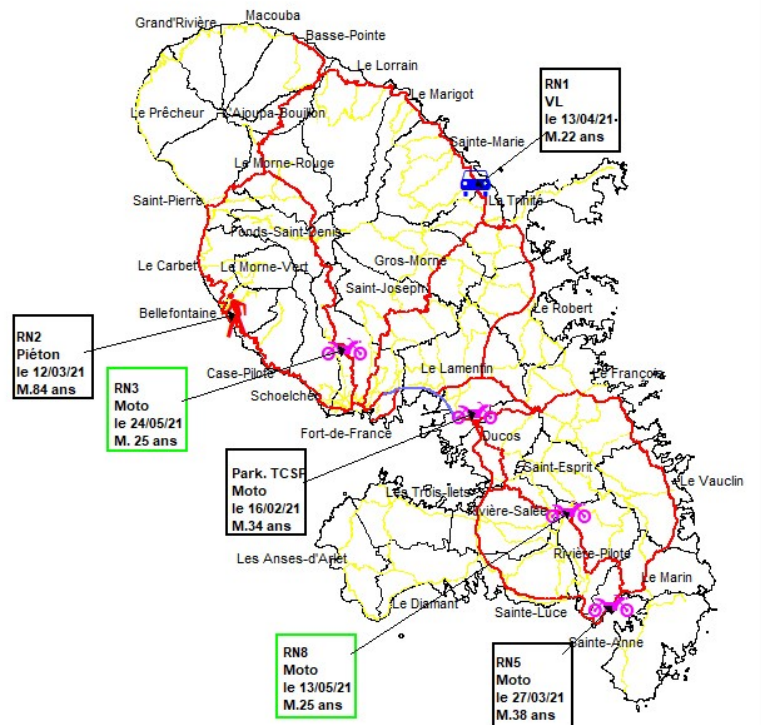 Macouba
Grand'Rivière
Basse-Pointe
Le Lorrain
Le Marigot
RN1
VL
le 13/04/21
M.22 ans
Le Prêcheur
L'Ajoupa-Bouillon
Sainte-Marie
Le Morne-Rouge
Saint-Pierre
La Trinité
Fonds-Saint-Denis
Gros-Morne
Le Carbet
Le Morne-Vert
Saint-Joseph
Bellefontaine
Le Robert
RN2
Piéton
le 12/03/21
M.84 ans
Case-Pilote
Le Lamentin
Le François
RN3
Moto
le 24/05/21
M. 25 ans
Schoelcher
Fort-de-France
Ducos
Park. TCSP
Moto
le 16/02/21
M.34 ans
Saint-Esprit
Le Vauclin
Les Trois-Ilets
Rivière-Salée
Les Anses-d'Arlet
Rivière-Pilote
Le Marin
Le Diamant
Sainte-Luce
Sainte-Anne
RN8
Moto
le 13/05/21
M.25 ans
RN5
Moto
le 27/03/21
M.38 ans